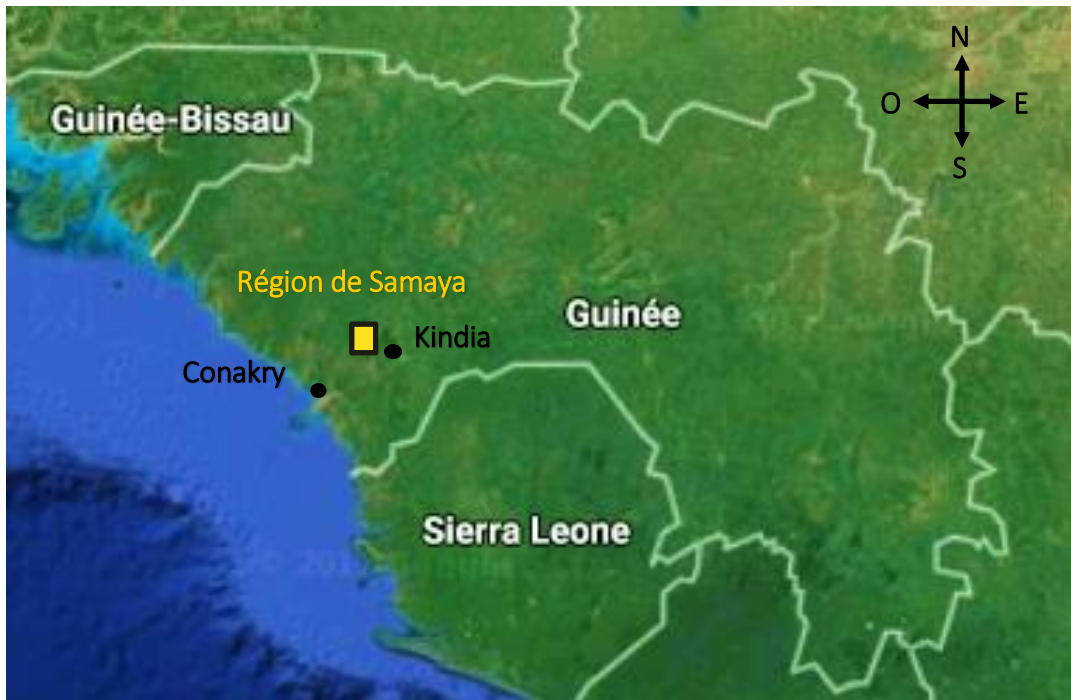 N
Guinée-Bissau
O
E
S
Région de Samaya
Guinée
Kindia
Conakry
Sierra Leone